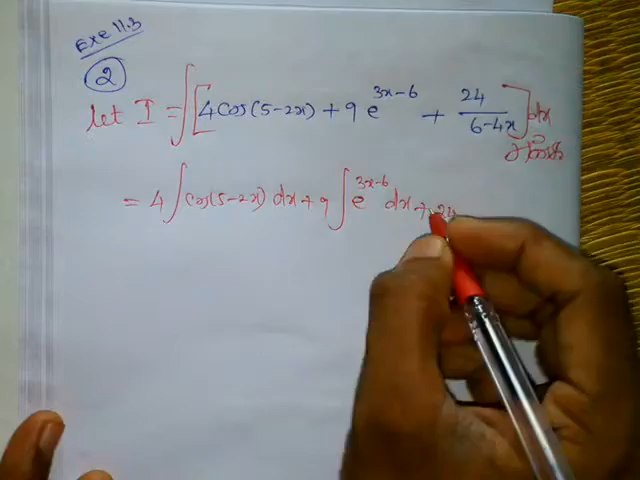 Exe 11.3
2
let I = ∫[4cos(5-2x) + 9 e^{3x-6} + 24/(6-4x)] dx
= 4∫cos(5-2x) dx + 9∫e^{3x-6} dx + 24